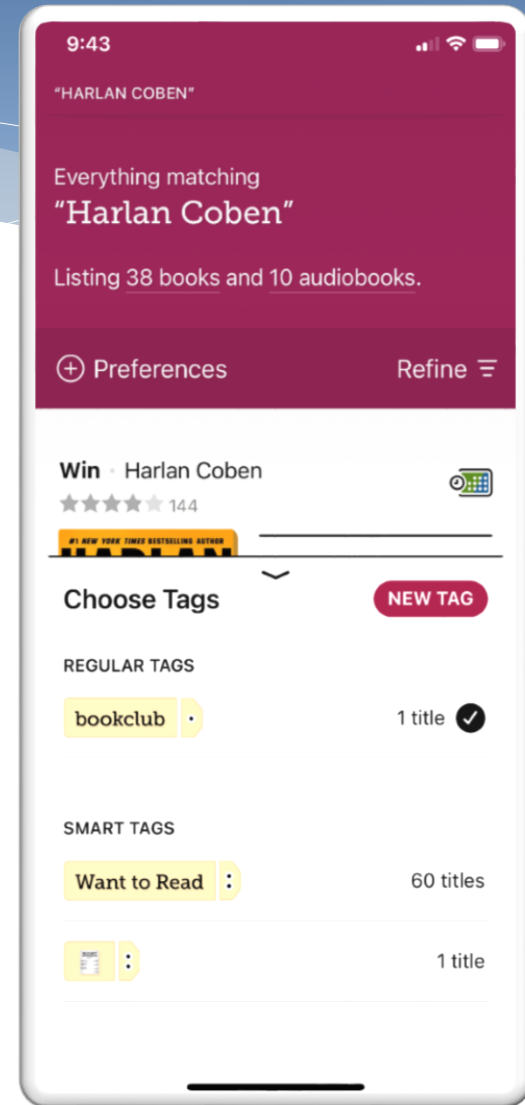 9:43
“HARLAN COBEN”
Everything matching
“Harlan Coben”
Listing 38 books and 10 audiobooks.
Preferences
Refine
Win · Harlan Coben
144
#1 NEW YORK TIMES BESTSELLING AUTHOR
HARLAN
Choose Tags
NEW TAG
REGULAR TAGS
bookclub
1 title
SMART TAGS
Want to Read
60 titles
1 title